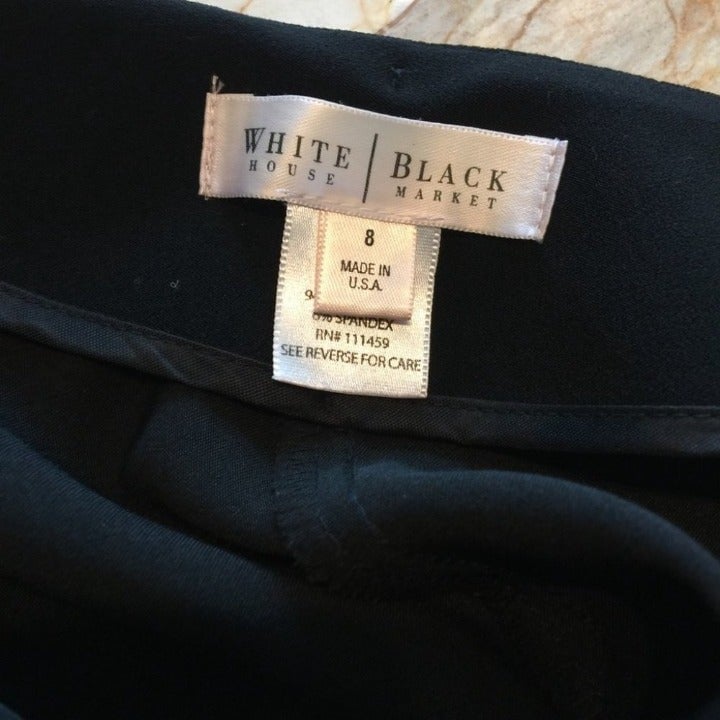 WHITE | BLACK
HOUSE MARKET
8
MADE IN
U.S.A.
SPANDEX
RN# 111459
SEE REVERSE FOR CARE